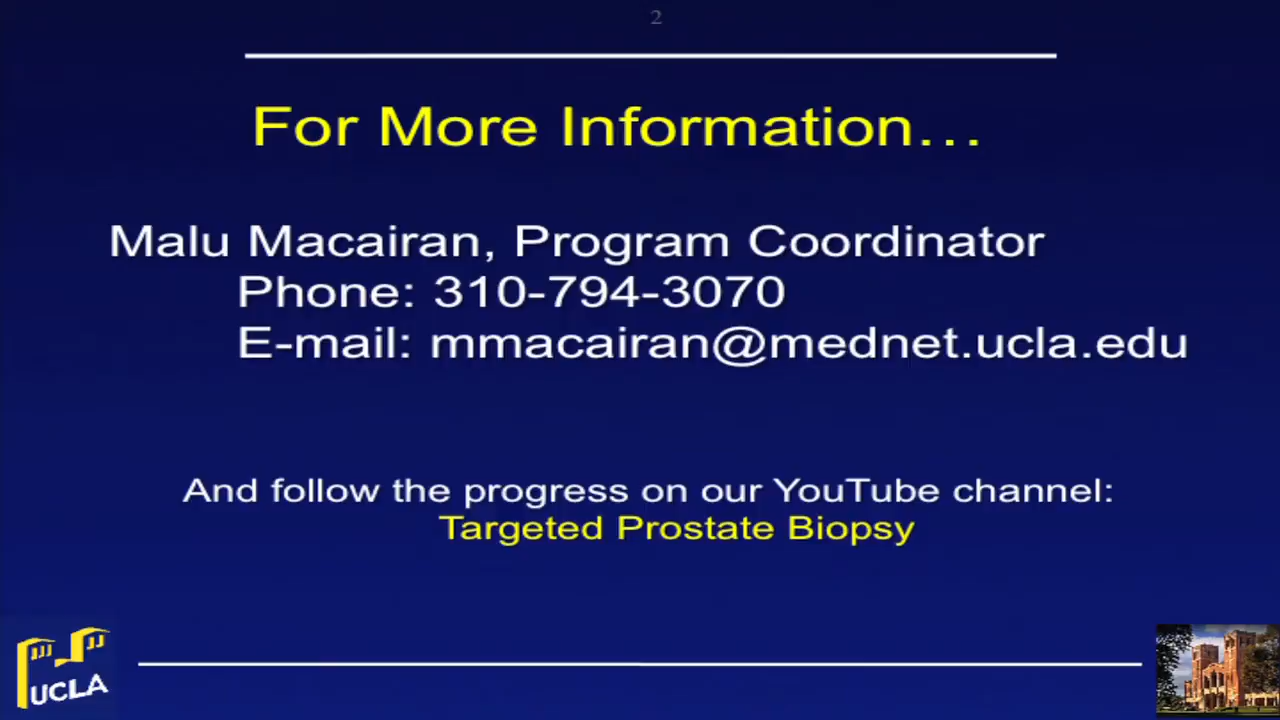 2
For More Information…
Malu Macairan, Program Coordinator
Phone: 310-794-3070
E-mail: mmacairan@mednet.ucla.edu
And follow the progress on our YouTube channel:
Targeted Prostate Biopsy
UCLA